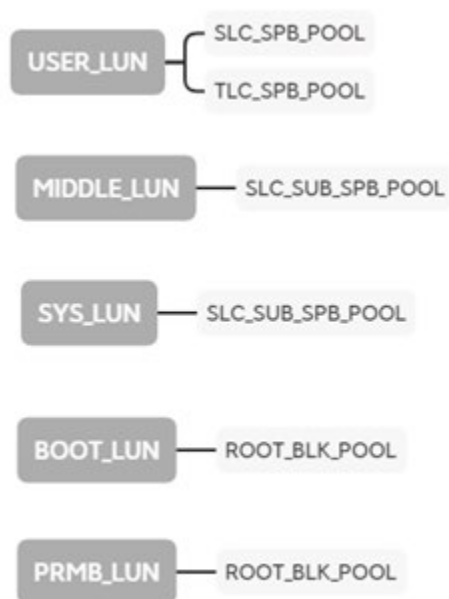 USER_LUN
SLC_SPB_POOL
TLC_SPB_POOL
MIDDLE_LUN
SLC_SUB_SPB_POOL
SYS_LUN
SLC_SUB_SPB_POOL
BOOT_LUN
ROOT_BLK_POOL
PRMB_LUN
ROOT_BLK_POOL